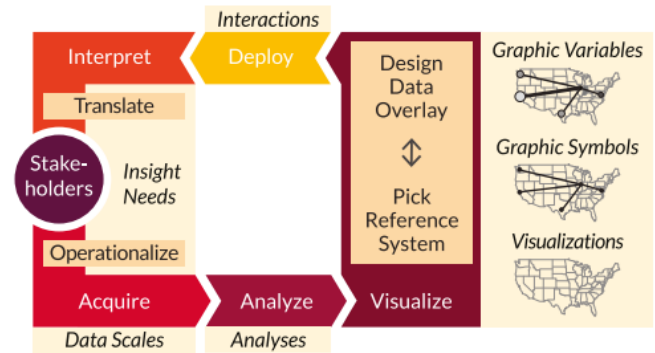 Interactions
Interpret
Deploy
Design
Data
Overlay
Pick
Reference
System
Graphic Variables
Translate
Stake-
holders
Insight
Needs
Graphic Symbols
Operationalize
Visualizations
Acquire
Analyze
Visualize
Data Scales
Analyses